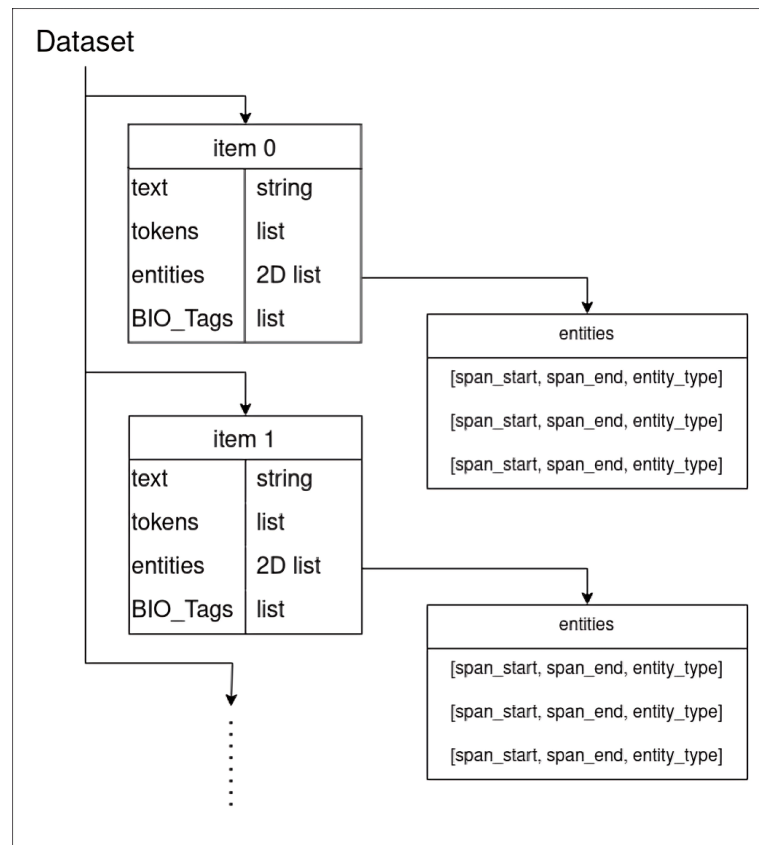 Dataset
item 0
text string
tokens list
entities 2D list
BIO_Tags list
entities
[span_start, span_end, entity_type]
[span_start, span_end, entity_type]
[span_start, span_end, entity_type]
item 1
text string
tokens list
entities 2D list
BIO_Tags list
entities
[span_start, span_end, entity_type]
[span_start, span_end, entity_type]
[span_start, span_end, entity_type]